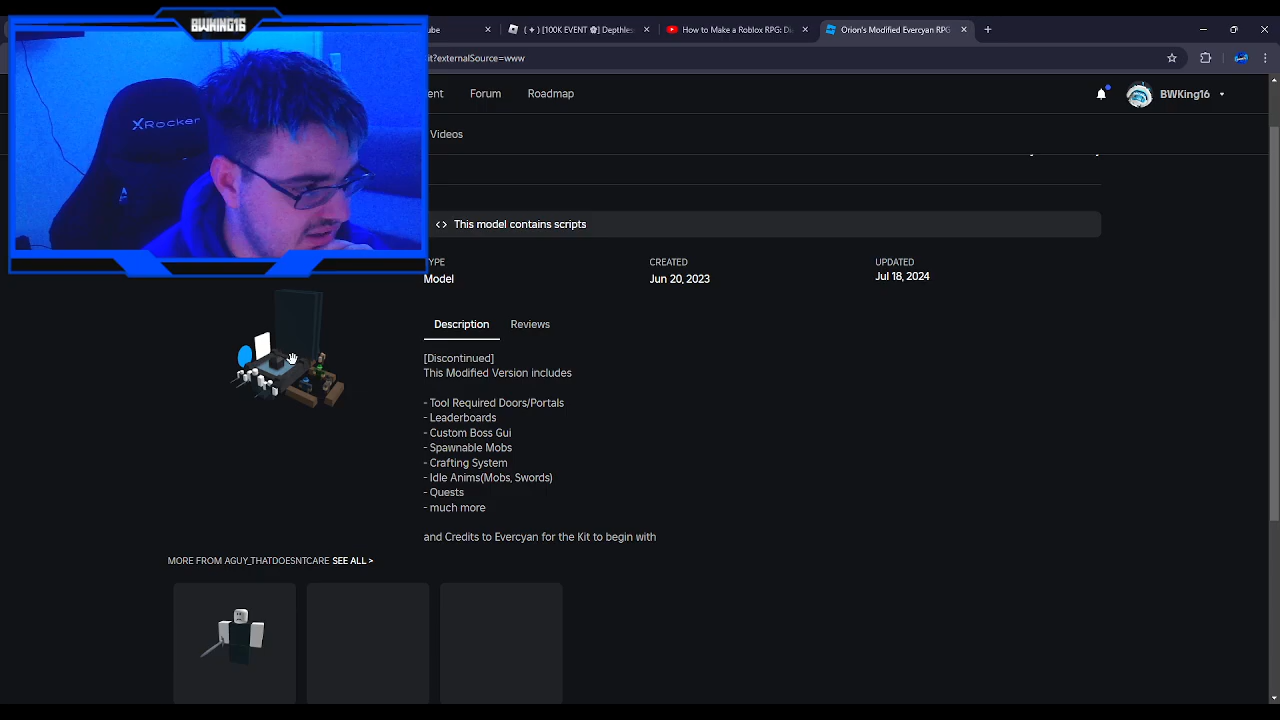 BWKING16
XRocker
ube
( ✦ ) [100K EVENT 🏵] Depthles
How to Make a Roblox RPG: Di
Orion's Modified Evercyan RPG
it?externalSource=www
ent
Forum
Roadmap
BWKing16
Videos
This model contains scripts
YPE
Model
CREATED
Jun 20, 2023
UPDATED
Jul 18, 2024
Description
Reviews
[Discontinued]
This Modified Version includes
- Tool Required Doors/Portals
- Leaderboards
- Custom Boss Gui
- Spawnable Mobs
- Crafting System
- Idle Anims(Mobs, Swords)
- Quests
- much more
and Credits to Evercyan for the Kit to begin with
MORE FROM AGUY_THATDOESNTCARE SEE ALL >